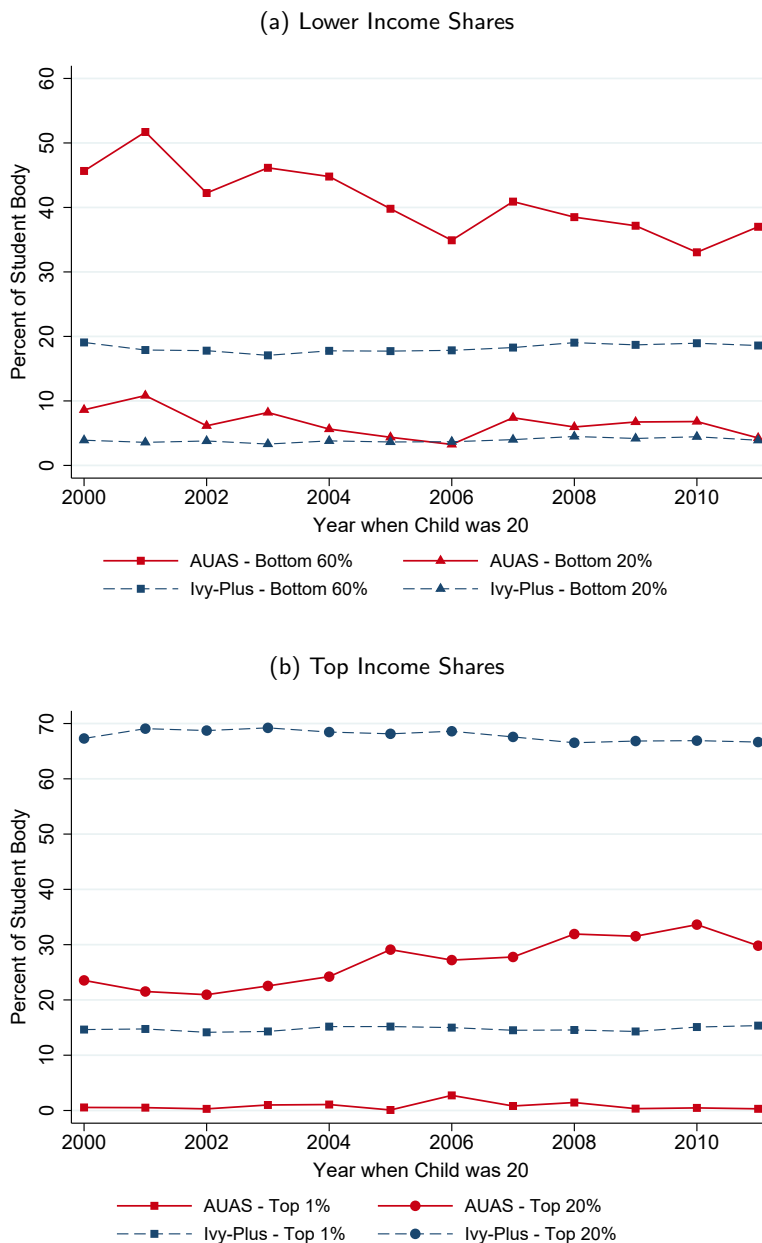 (a) Lower Income Shares
60
50
40
30
20
10
0
Percent of Student Body
2000 2002 2004 2006 2008 2010
Year when Child was 20
AUAS - Bottom 60% AUAS - Bottom 20%
Ivy-Plus - Bottom 60% Ivy-Plus - Bottom 20%
(b) Top Income Shares
70
60
50
40
30
20
10
0
Percent of Student Body
2000 2002 2004 2006 2008 2010
Year when Child was 20
AUAS - Top 1% AUAS - Top 20%
Ivy-Plus - Top 1% Ivy-Plus - Top 20%